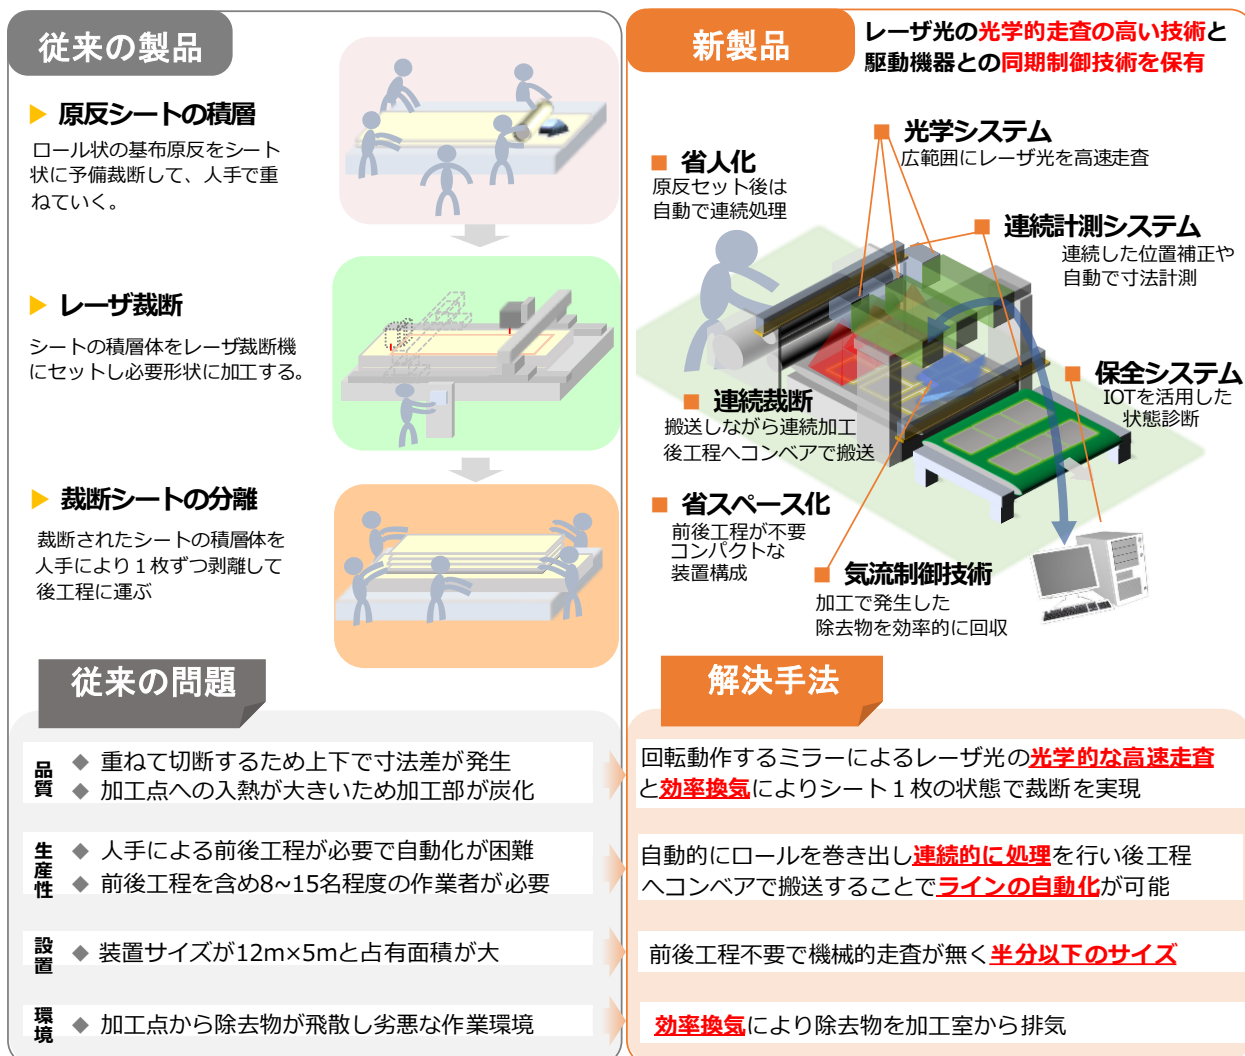 従来の製品
▶ 原反シートの積層
ロール状の基布原反をシート
状に予備裁断して、人手で重
ねていく。
▶ レーザ裁断
シートの積層体をレーザ裁断機
にセットし必要形状に加工する。
▶ 裁断シートの分離
裁断されたシートの積層体を
人手により１枚ずつ剥離して
後工程に運ぶ
新製品
レーザ光の光学的走査の高い技術と
駆動機器との同期制御技術を保有
■ 光学システム
広範囲にレーザ光を高速走査
■ 省人化
原反セット後は
自動で連続処理
■ 連続計測システム
連続した位置補正や
自動で寸法計測
■ 保全システム
IOTを活用した
状態診断
■ 連続裁断
搬送しながら連続加工
後工程へコンベアで搬送
■ 省スペース化
前後工程が不要
コンパクトな
装置構成
■ 気流制御技術
加工で発生した
除去物を効率的に回収
従来の問題
品質
◆ 重ねて切断するため上下で寸法差が発生
◆ 加工点への入熱が大きいため加工部が炭化
生産性
◆ 人手による前後工程が必要で自動化が困難
◆ 前後工程を含め8~15名程度の作業者が必要
設置
◆ 装置サイズが12m×5mと占有面積が大
環境
◆ 加工点から除去物が飛散し劣悪な作業環境
解決手法
回転動作するミラーによるレーザ光の光学的な高速走査
と効率換気によりシート１枚の状態で裁断を実現
自動的にロールを巻き出し連続的に処理を行い後工程
へコンベアで搬送することでラインの自動化が可能
前後工程不要で機械的走査が無く半分以下のサイズ
効率換気により除去物を加工室から排気